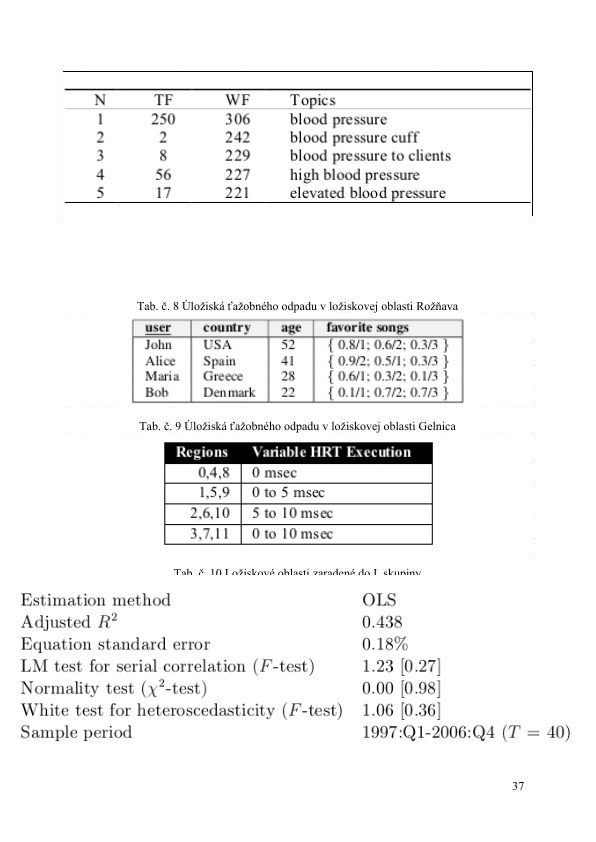 N TF WF Topics
1 250 306 blood pressure
2 2 242 blood pressure cuff
3 8 229 blood pressure to clients
4 56 227 high blood pressure
5 17 221 elevated blood pressure
Tab. č. 8 Úložiská ťažobného odpadu v ložiskovej oblasti Rožňava
user country age favorite songs
John USA 52 { 0.8/1; 0.6/2; 0.3/3 }
Alice Spain 41 { 0.9/2; 0.5/1; 0.3/3 }
Maria Greece 28 { 0.6/1; 0.3/2; 0.1/3 }
Bob Denmark 22 { 0.1/1; 0.7/2; 0.7/3 }
Tab. č. 9 Úložiská ťažobného odpadu v ložiskovej oblasti Gelnica
Regions Variable HRT Execution
0,4,8 0 msec
1,5,9 0 to 5 msec
2,6,10 5 to 10 msec
3,7,11 0 to 10 msec
Tab. č. 10 Ložiskové oblasti zaradené do I. skupiny
Estimation method OLS
Adjusted R² 0.438
Equation standard error 0.18%
LM test for serial correlation (F-test) 1.23 [0.27]
Normality test (χ²-test) 0.00 [0.98]
White test for heteroscedasticity (F-test) 1.06 [0.36]
Sample period 1997:Q1-2006:Q4 (T = 40)
37